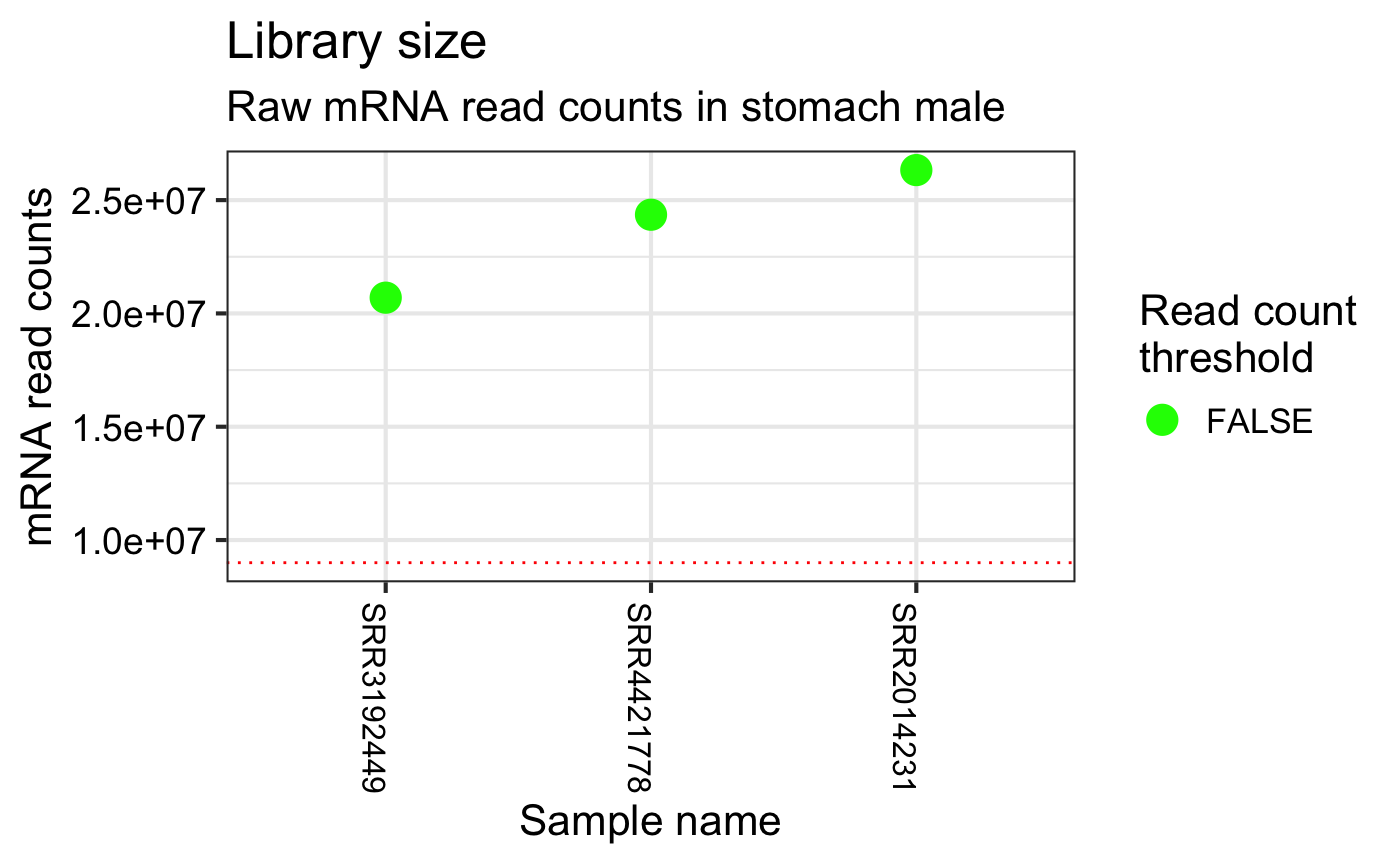 Library size
Raw mRNA read counts in stomach male
mRNA read counts
2.5e+07
2.0e+07
1.5e+07
1.0e+07
SRR3192449
SRR4421778
SRR2014231
Sample name
Read count
threshold
FALSE